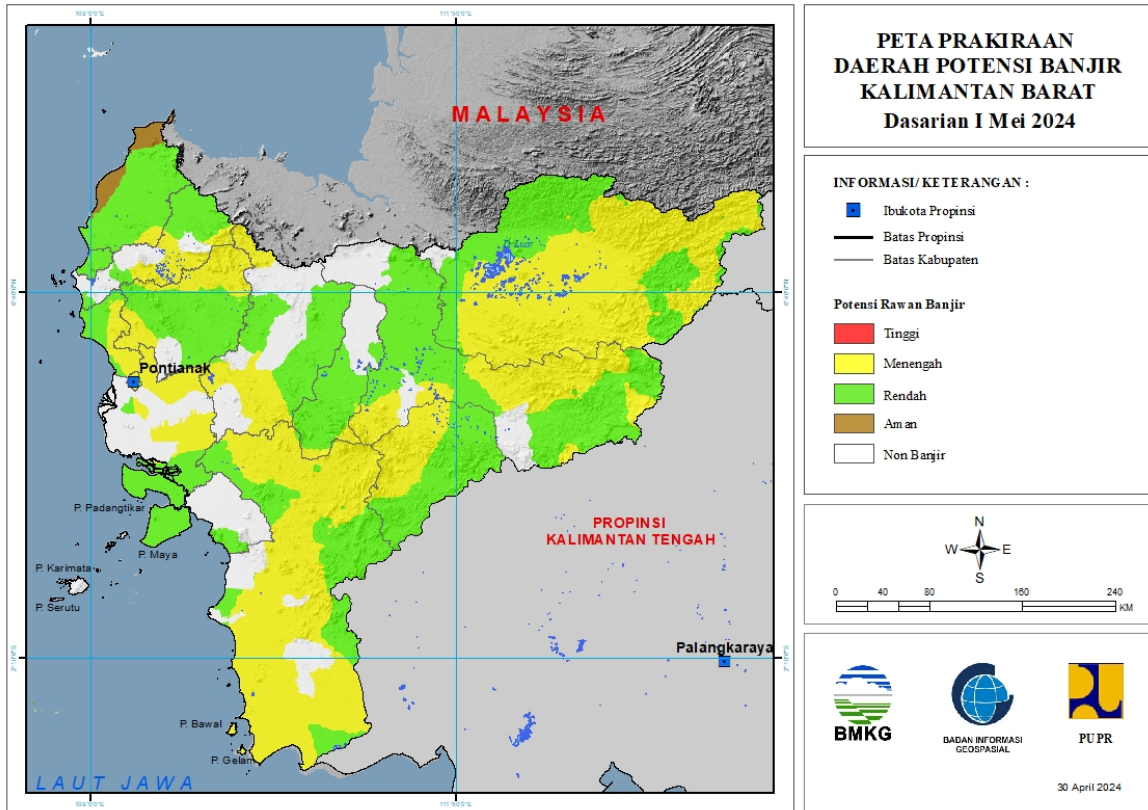 PETA PRAKIRAAN
DAERAH POTENSI BANJIR
KALIMANTAN BARAT
Dasarian I Mei 2024
INFORMASI/KETERANGAN :
Ibukota Propinsi
Batas Propinsi
Batas Kabupaten
Potensi Rawan Banjir
Tinggi
Menengah
Rendah
Aman
Non Banjir
N
W E
S
0 40 80 160 240
KM
BMKG
BADAN INFORMASI
GEOSPASIAL
PUPR
30 April 2024
MALAYSIA
Pontianak
P. Padangtikar
P. Maya
P. Karimata
P. Serutu
PROPINSI
KALIMANTAN TENGAH
Palangkaraya
P. Bawal
P. Gelam
LAUT JAWA